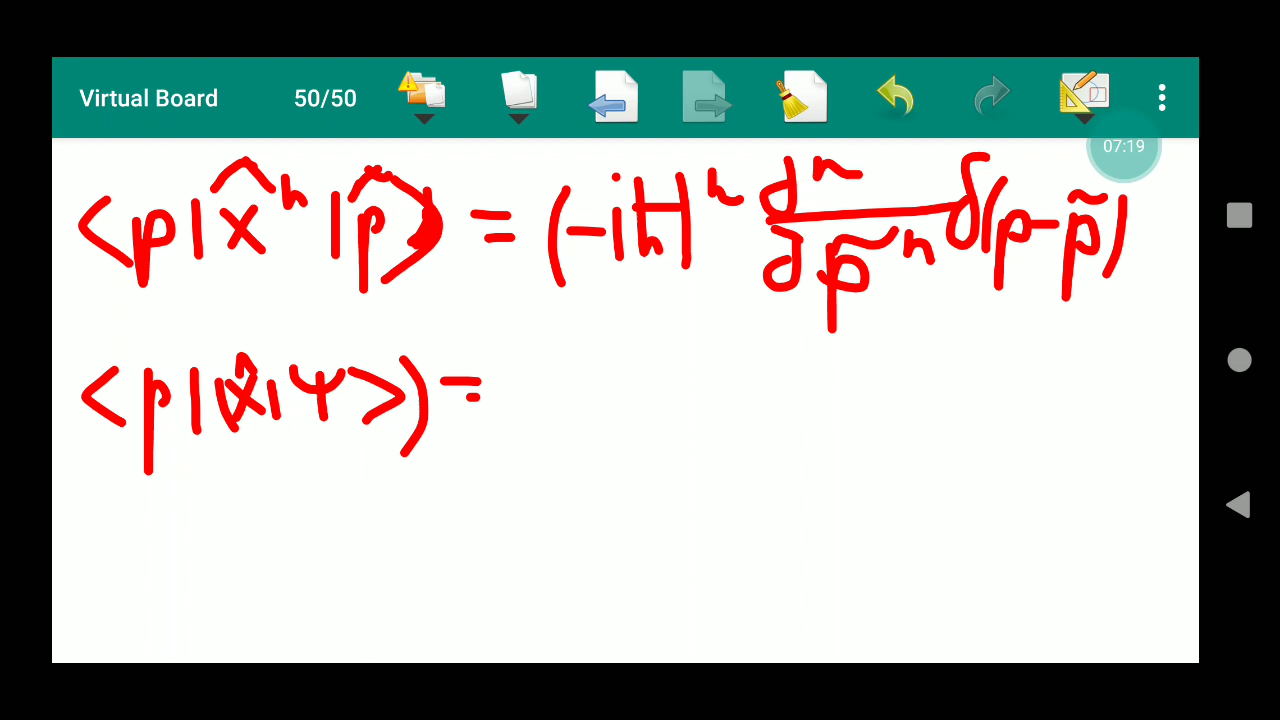 Virtual Board 50/50
07:19
<p|x̂ⁿ|p̃> = (-iħ)ⁿ dⁿ/dp̃ⁿ δ(p-p̃)
<p|(x̂|ψ>) =